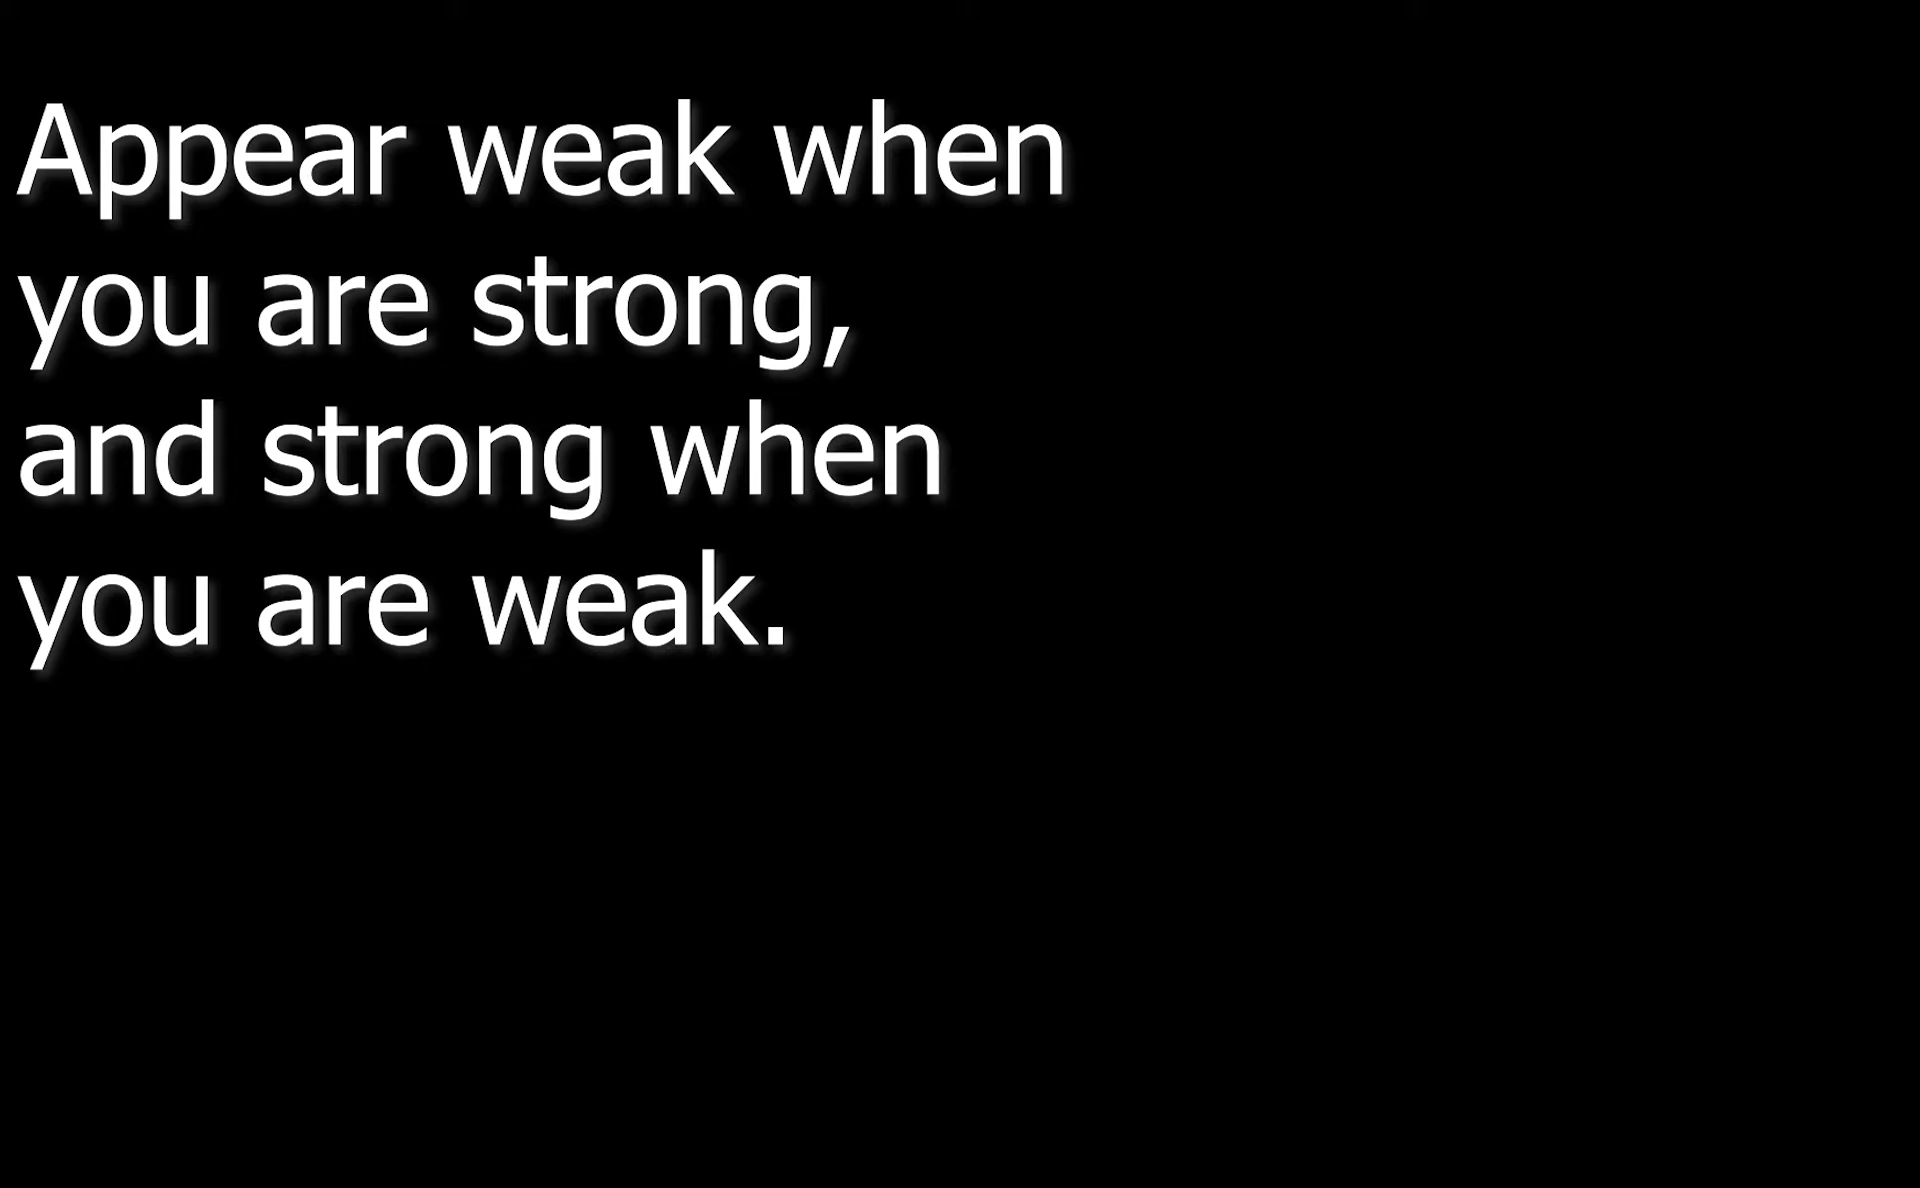 Appear weak when
you are strong,
and strong when
you are weak.